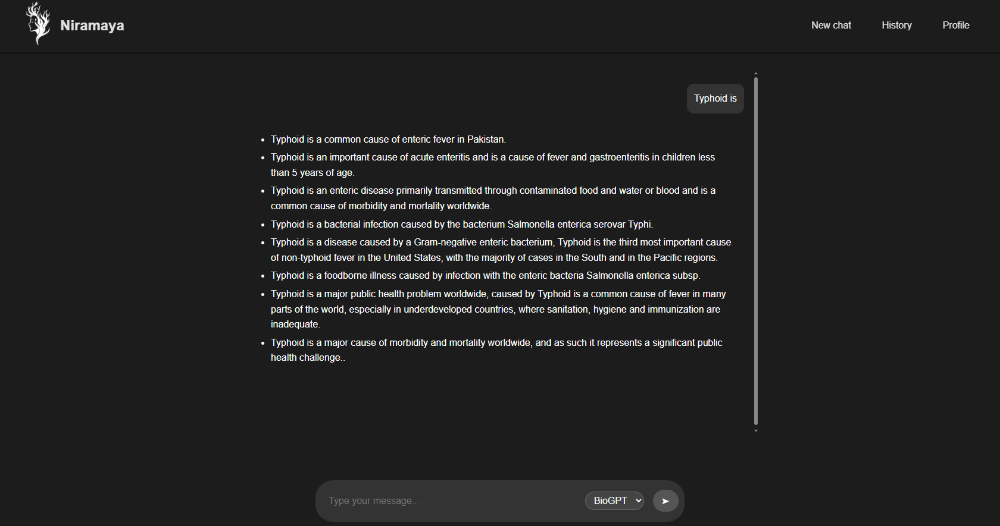 Niramaya
New chat
History
Profile
Typhoid is
• Typhoid is a common cause of enteric fever in Pakistan.
• Typhoid is an important cause of acute enteritis and is a cause of fever and gastroenteritis in children less
than 5 years of age.
• Typhoid is an enteric disease primarily transmitted through contaminated food and water or blood and is a
common cause of morbidity and mortality worldwide.
• Typhoid is a bacterial infection caused by the bacterium Salmonella enterica serovar Typhi.
• Typhoid is a disease caused by a Gram-negative enteric bacterium, Typhoid is the third most important cause
of non-typhoid fever in the United States, with the majority of cases in the South and in the Pacific regions.
• Typhoid is a foodborne illness caused by infection with the enteric bacteria Salmonella enterica subsp.
• Typhoid is a major public health problem worldwide, caused by Typhoid is a common cause of fever in many
parts of the world, especially in underdeveloped countries, where sanitation, hygiene and immunization are
inadequate.
• Typhoid is a major cause of morbidity and mortality worldwide, and as such it represents a significant public
health challenge..
Type your message...
BioGPT